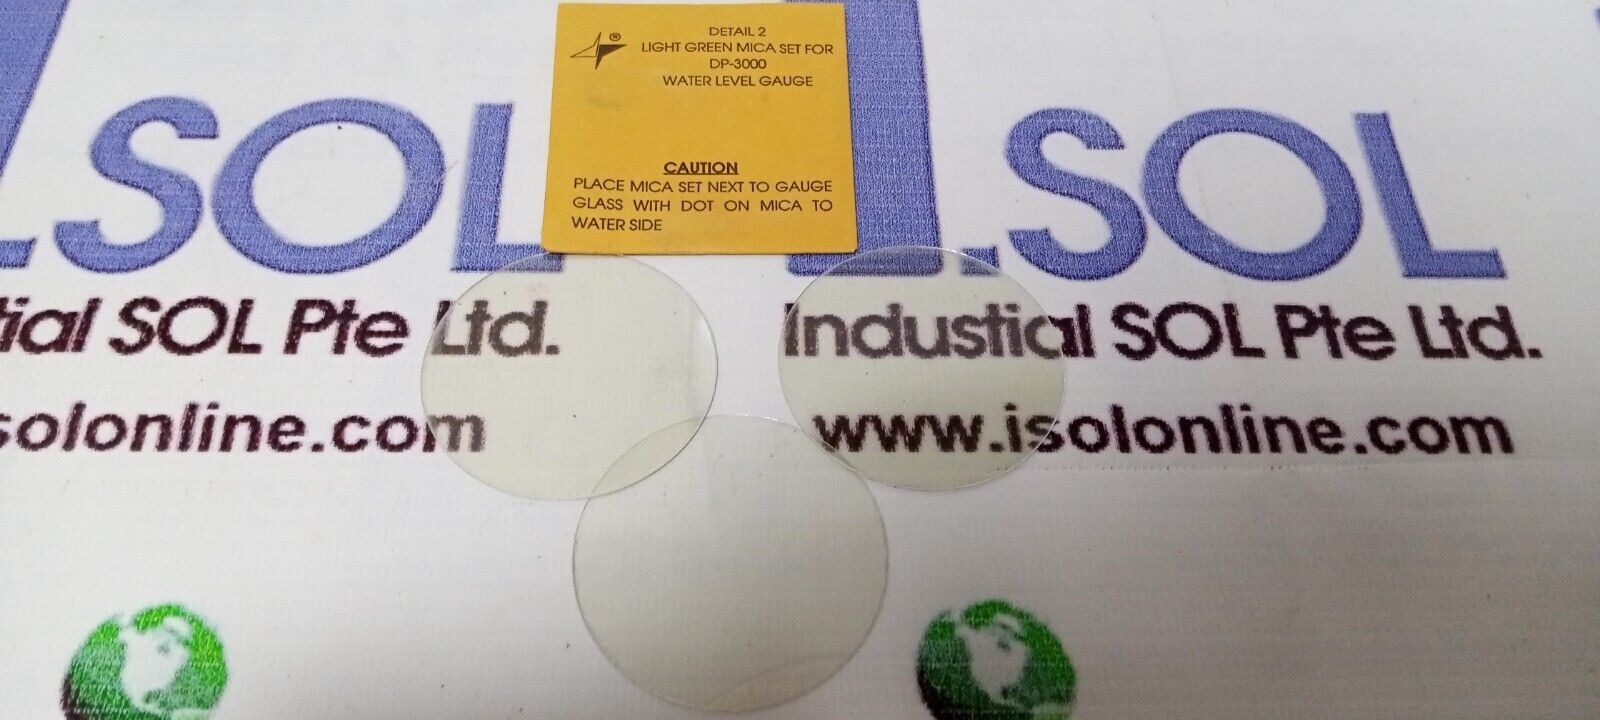 ®
DETAIL 2
LIGHT GREEN MICA SET FOR
DP-3000
WATER LEVEL GAUGE
CAUTION
PLACE MICA SET NEXT TO GAUGE
GLASS WITH DOT ON MICA TO
WATER SIDE
.SOL
tial SOL Pte Ltd.
solonline.com
I.SOL
Industial SOL Pte Ltd.
www.isolonline.com